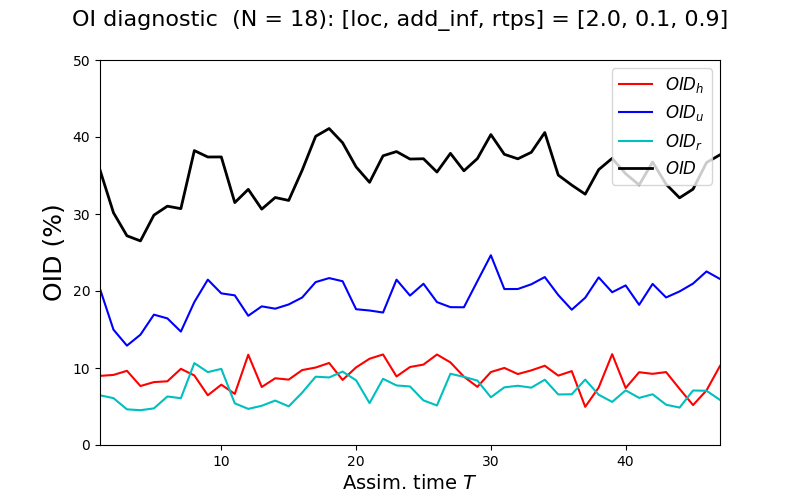 OI diagnostic  (N = 18): [loc, add_inf, rtps] = [2.0, 0.1, 0.9]
50
40
30
20
10
0
OID (%)
OID_h
OID_u
OID_r
OID
10
20
30
40
Assim. time T